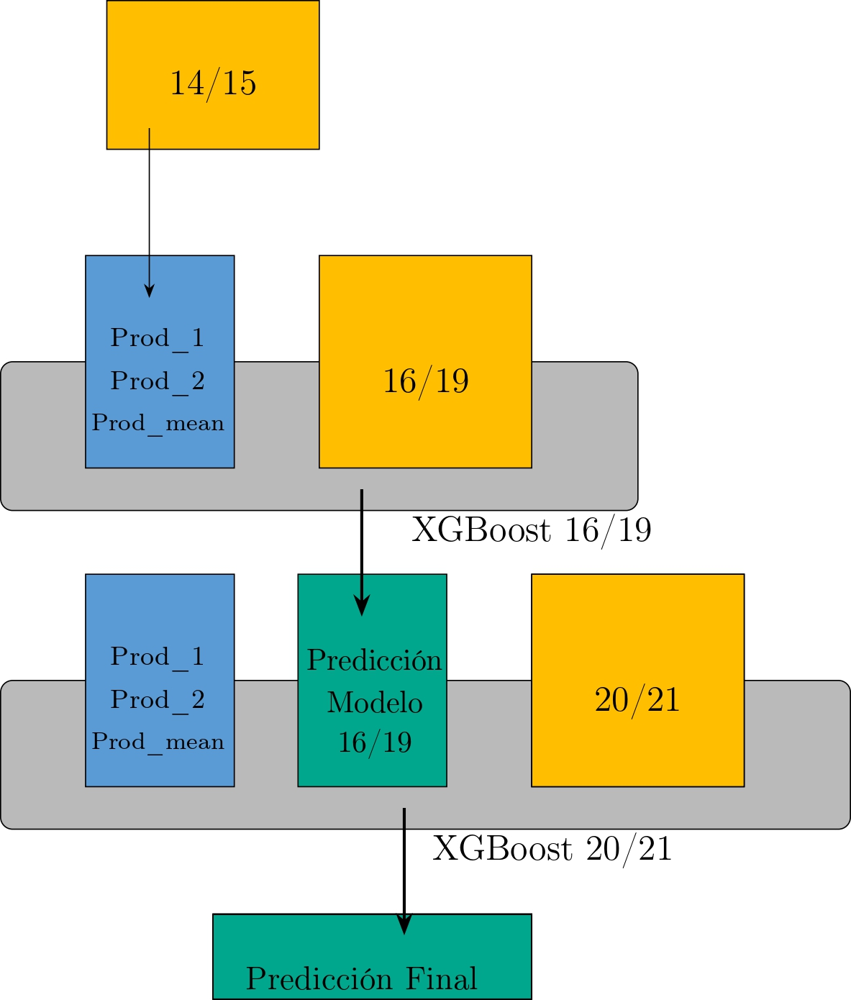 14/15
Prod_1
Prod_2
Prod_mean
16/19
XGBoost 16/19
Prod_1
Prod_2
Prod_mean
Predicción
Modelo
16/19
20/21
XGBoost 20/21
Predicción Final